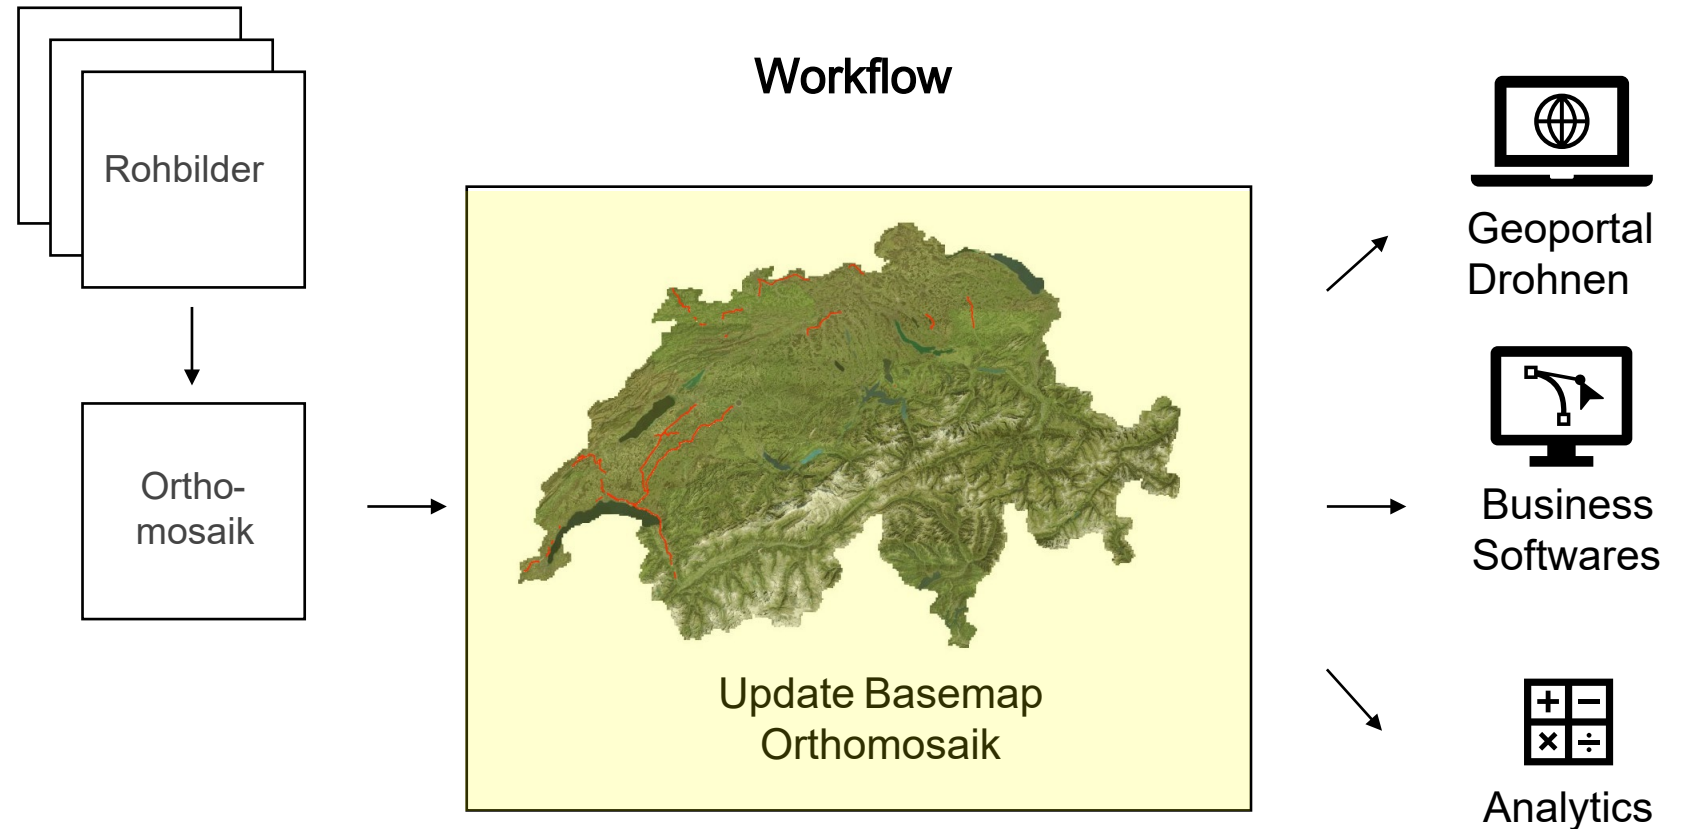 Workflow
Rohbilder
Ortho-
mosaik
Update Basemap
Orthomosaik
Geoportal
Drohnen
Business
Softwares
Analytics